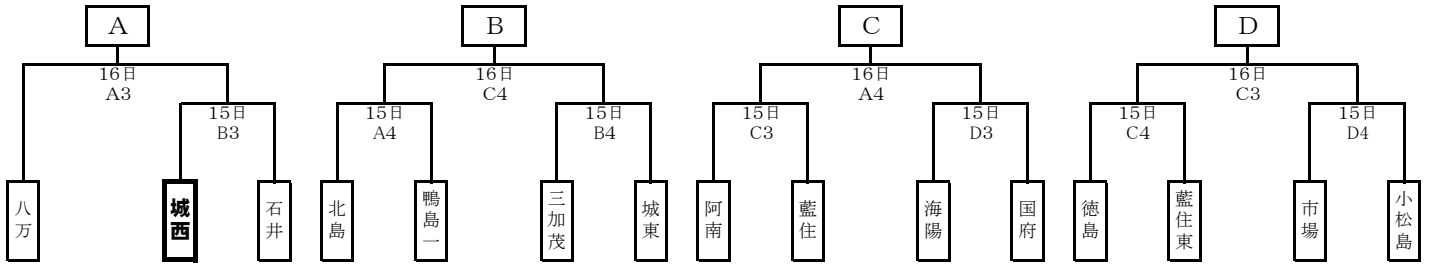 A
B
C
D
16日
A3
16日
C4
16日
A4
16日
C3
15日
B3
15日
A4
15日
B4
15日
C3
15日
D3
15日
C4
15日
D4
八万
城西
石井
北島
鴨島一
三加茂
城東
阿南
藍住
海陽
国府
徳島
藍住東
市場
小松島